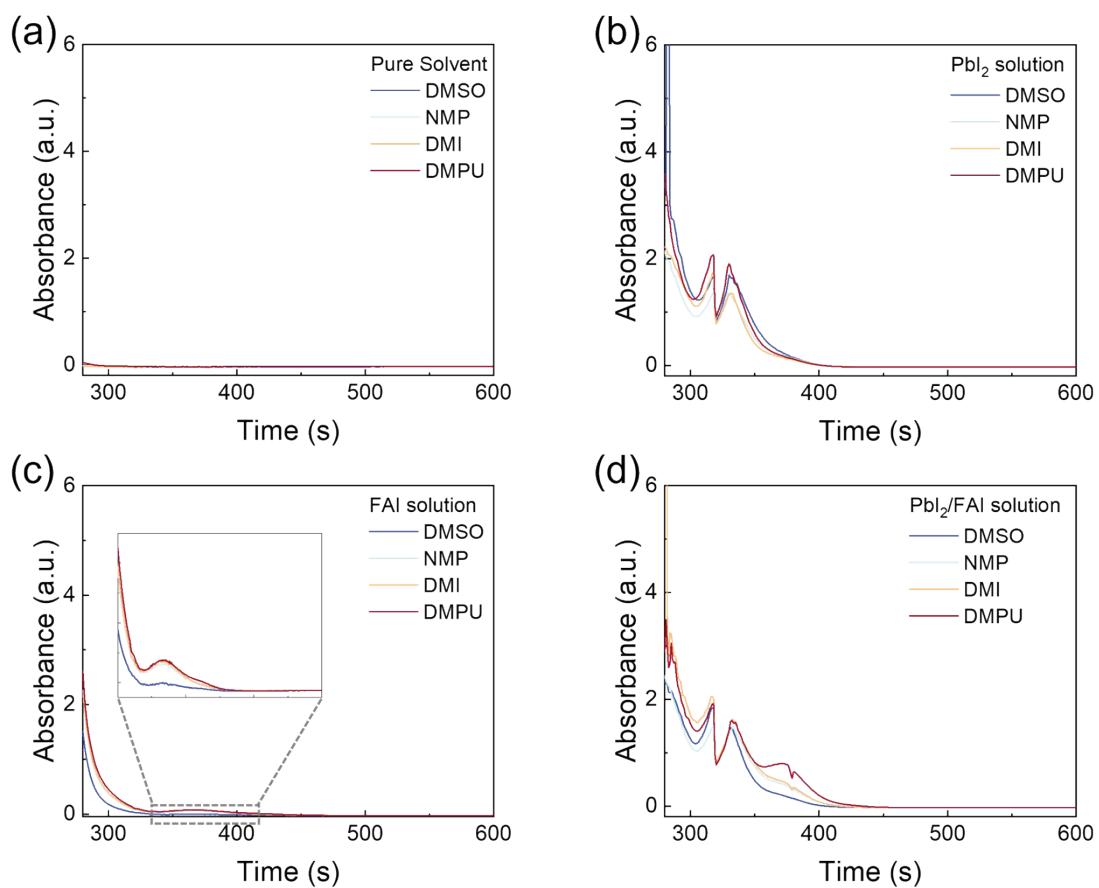 (a)
6
4
2
0
Absorbance (a.u.)
Pure Solvent
DMSO
NMP
DMI
DMPU
300
400
500
600
Time (s)
(b)
6
4
2
0
Absorbance (a.u.)
PbI₂ solution
DMSO
NMP
DMI
DMPU
300
400
500
600
Time (s)
(c)
6
4
2
0
Absorbance (a.u.)
FAI solution
DMSO
NMP
DMI
DMPU
300
400
500
600
Time (s)
(d)
6
4
2
0
Absorbance (a.u.)
PbI₂/FAI solution
DMSO
NMP
DMI
DMPU
300
400
500
600
Time (s)